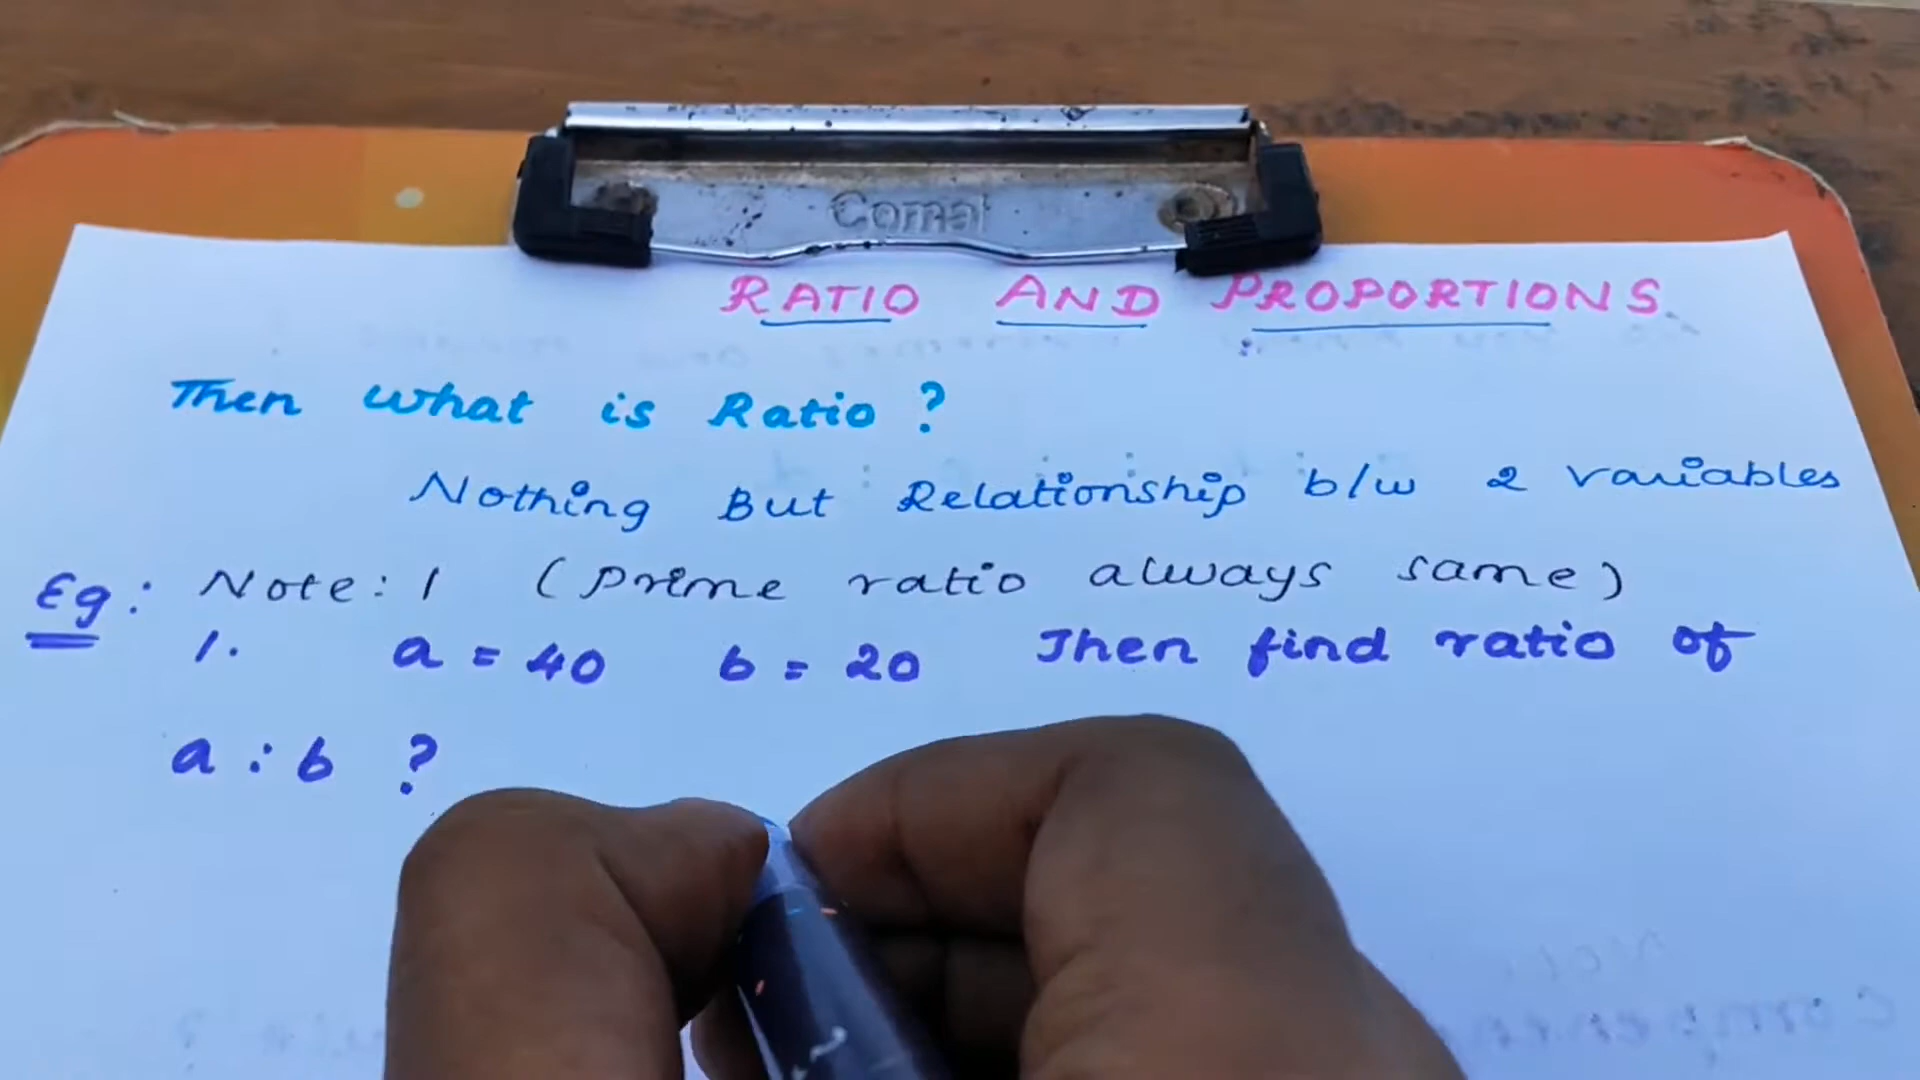 Comal
RATIO AND PROPORTIONS
Then what is Ratio ?
Nothing But Relationship b/w 2 variables
Eg: Note: 1 (prime ratio always same)
1. a = 40 b = 20 Then find ratio of
a : b ?